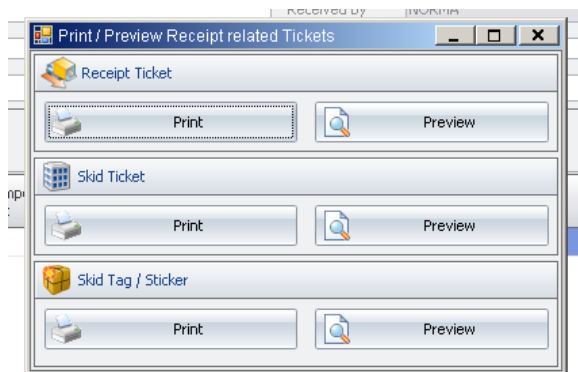 Received By NORMA
Print / Preview Receipt related Tickets
Receipt Ticket
Print Preview
Skid Ticket
Print Preview
Skid Tag / Sticker
Print Preview